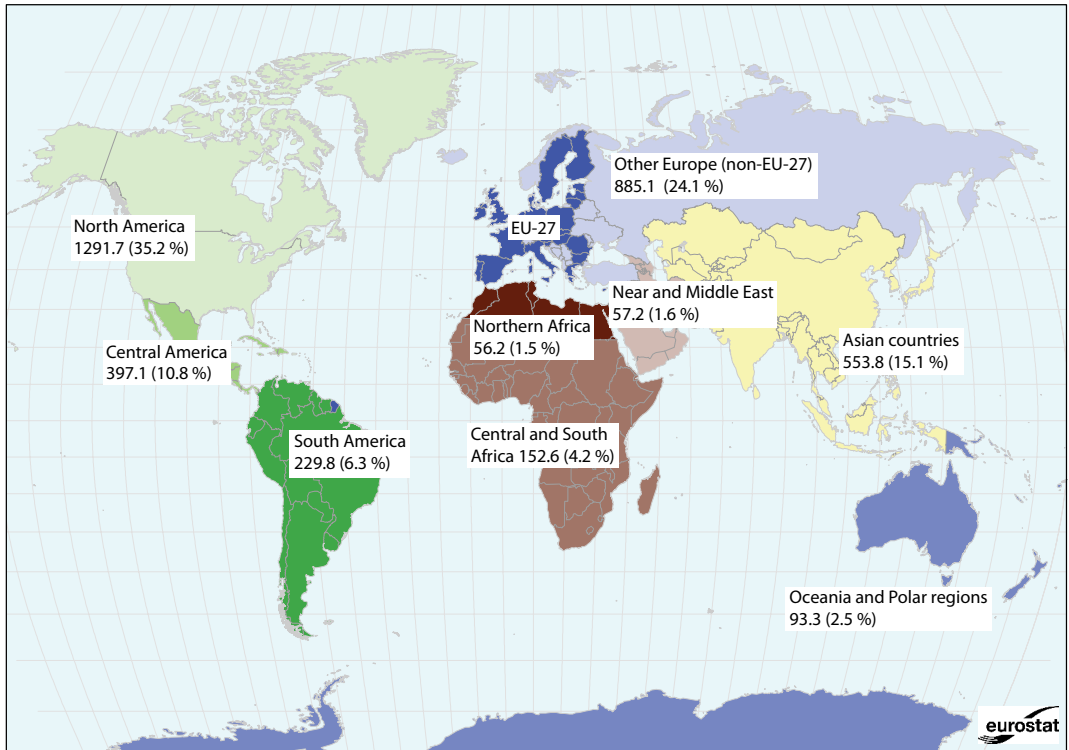 Other Europe (non-EU-27)
885.1 (24.1 %)
North America
1291.7 (35.2 %)
EU-27
Near and Middle East
57.2 (1.6 %)
Northern Africa
56.2 (1.5 %)
Asian countries
553.8 (15.1 %)
Central America
397.1 (10.8 %)
South America
229.8 (6.3 %)
Central and South
Africa 152.6 (4.2 %)
Oceania and Polar regions
93.3 (2.5 %)
eurostat